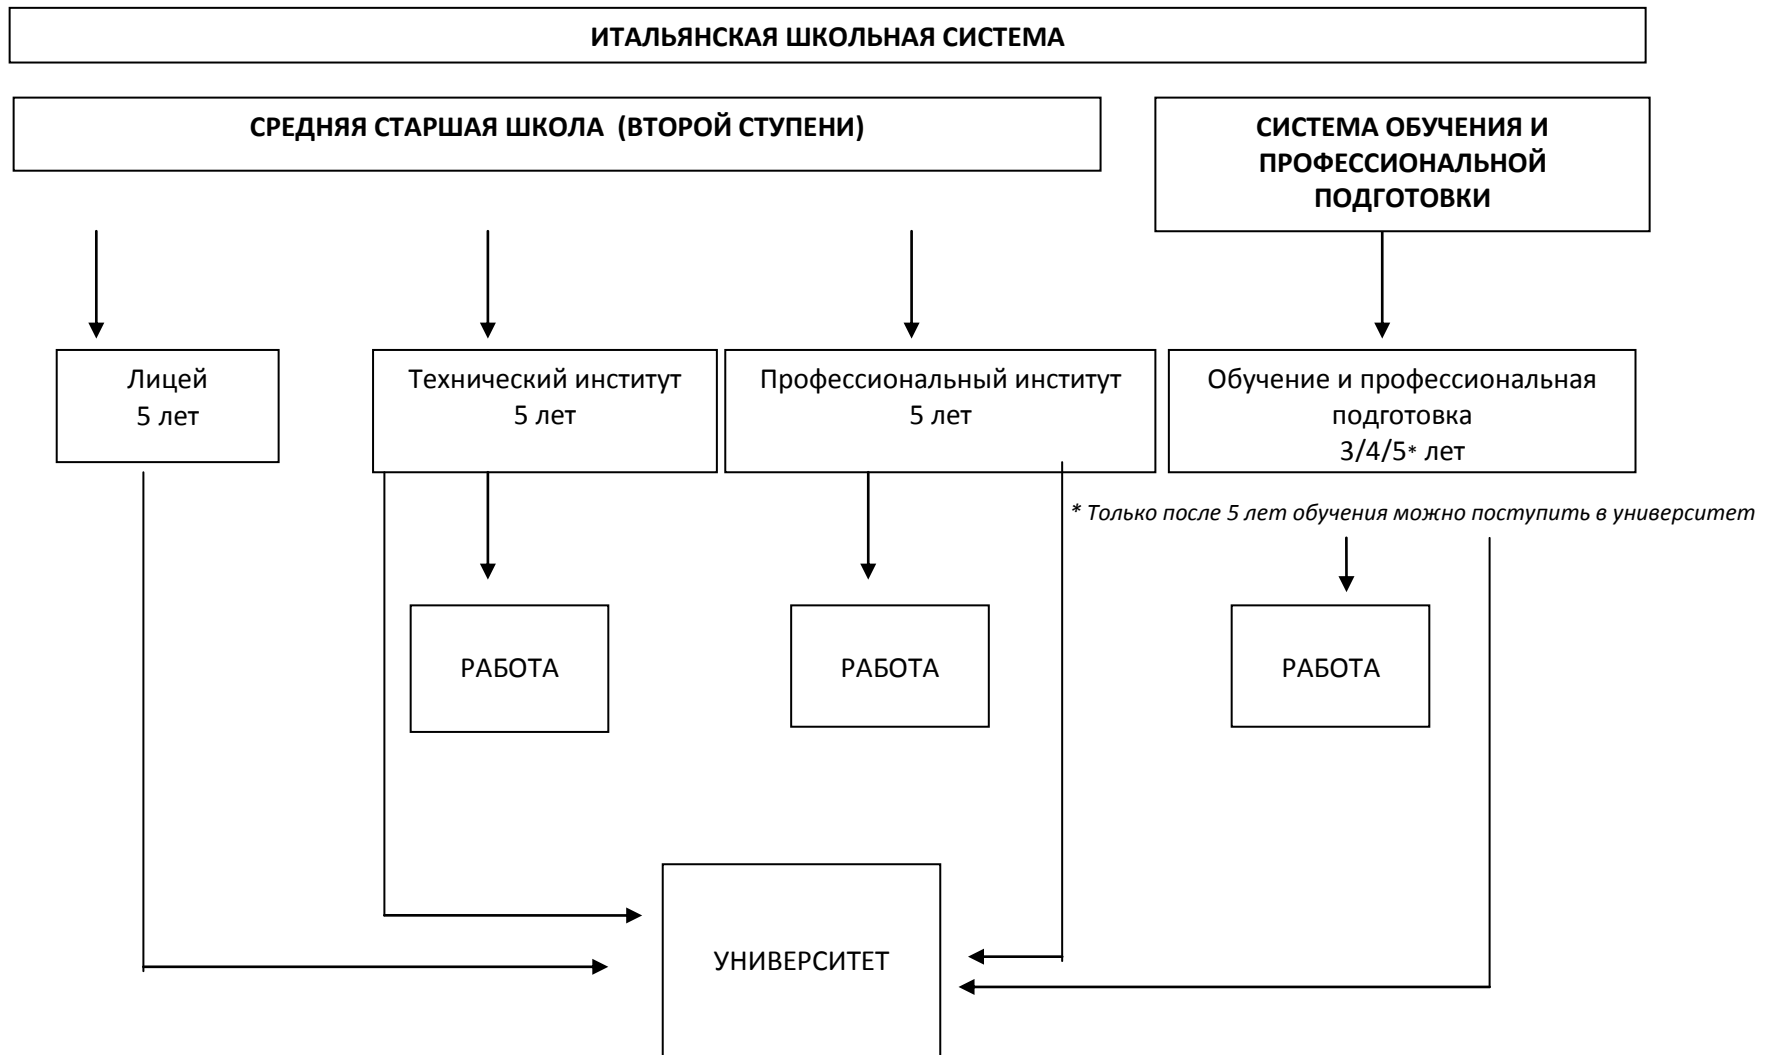 ИТАЛЬЯНСКАЯ ШКОЛЬНАЯ СИСТЕМА
СРЕДНЯЯ СТАРШАЯ ШКОЛА (ВТОРОЙ СТУПЕНИ)
СИСТЕМА ОБУЧЕНИЯ И
ПРОФЕССИОНАЛЬНОЙ
ПОДГОТОВКИ
Лицей
5 лет
Технический институт
5 лет
Профессиональный институт
5 лет
Обучение и профессиональная
подготовка
3/4/5* лет
* Только после 5 лет обучения можно поступить в университет
РАБОТА
РАБОТА
РАБОТА
УНИВЕРСИТЕТ